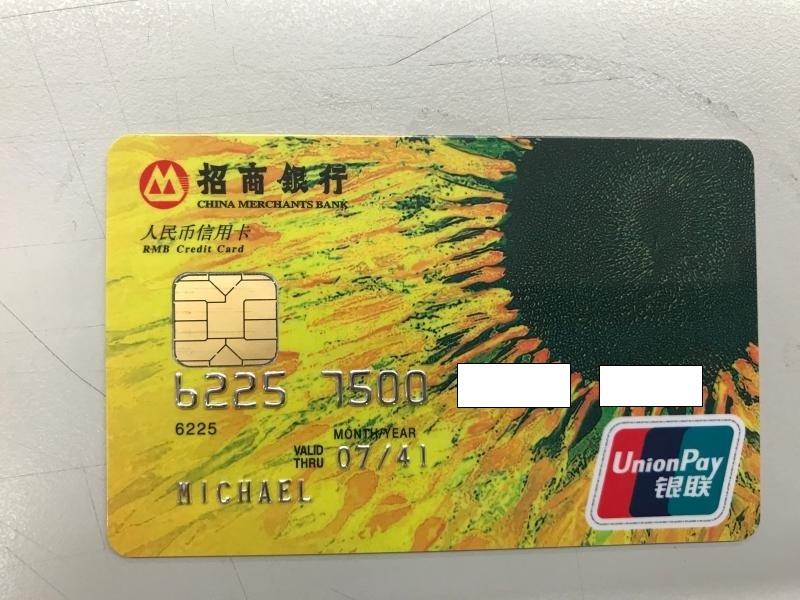 招商银行
CHINA MERCHANTS BANK
人民币信用卡
RMB Credit Card
6225 7500
6225
MONTH/YEAR
VALID THRU 07/41
MICHAEL
UnionPay
银联